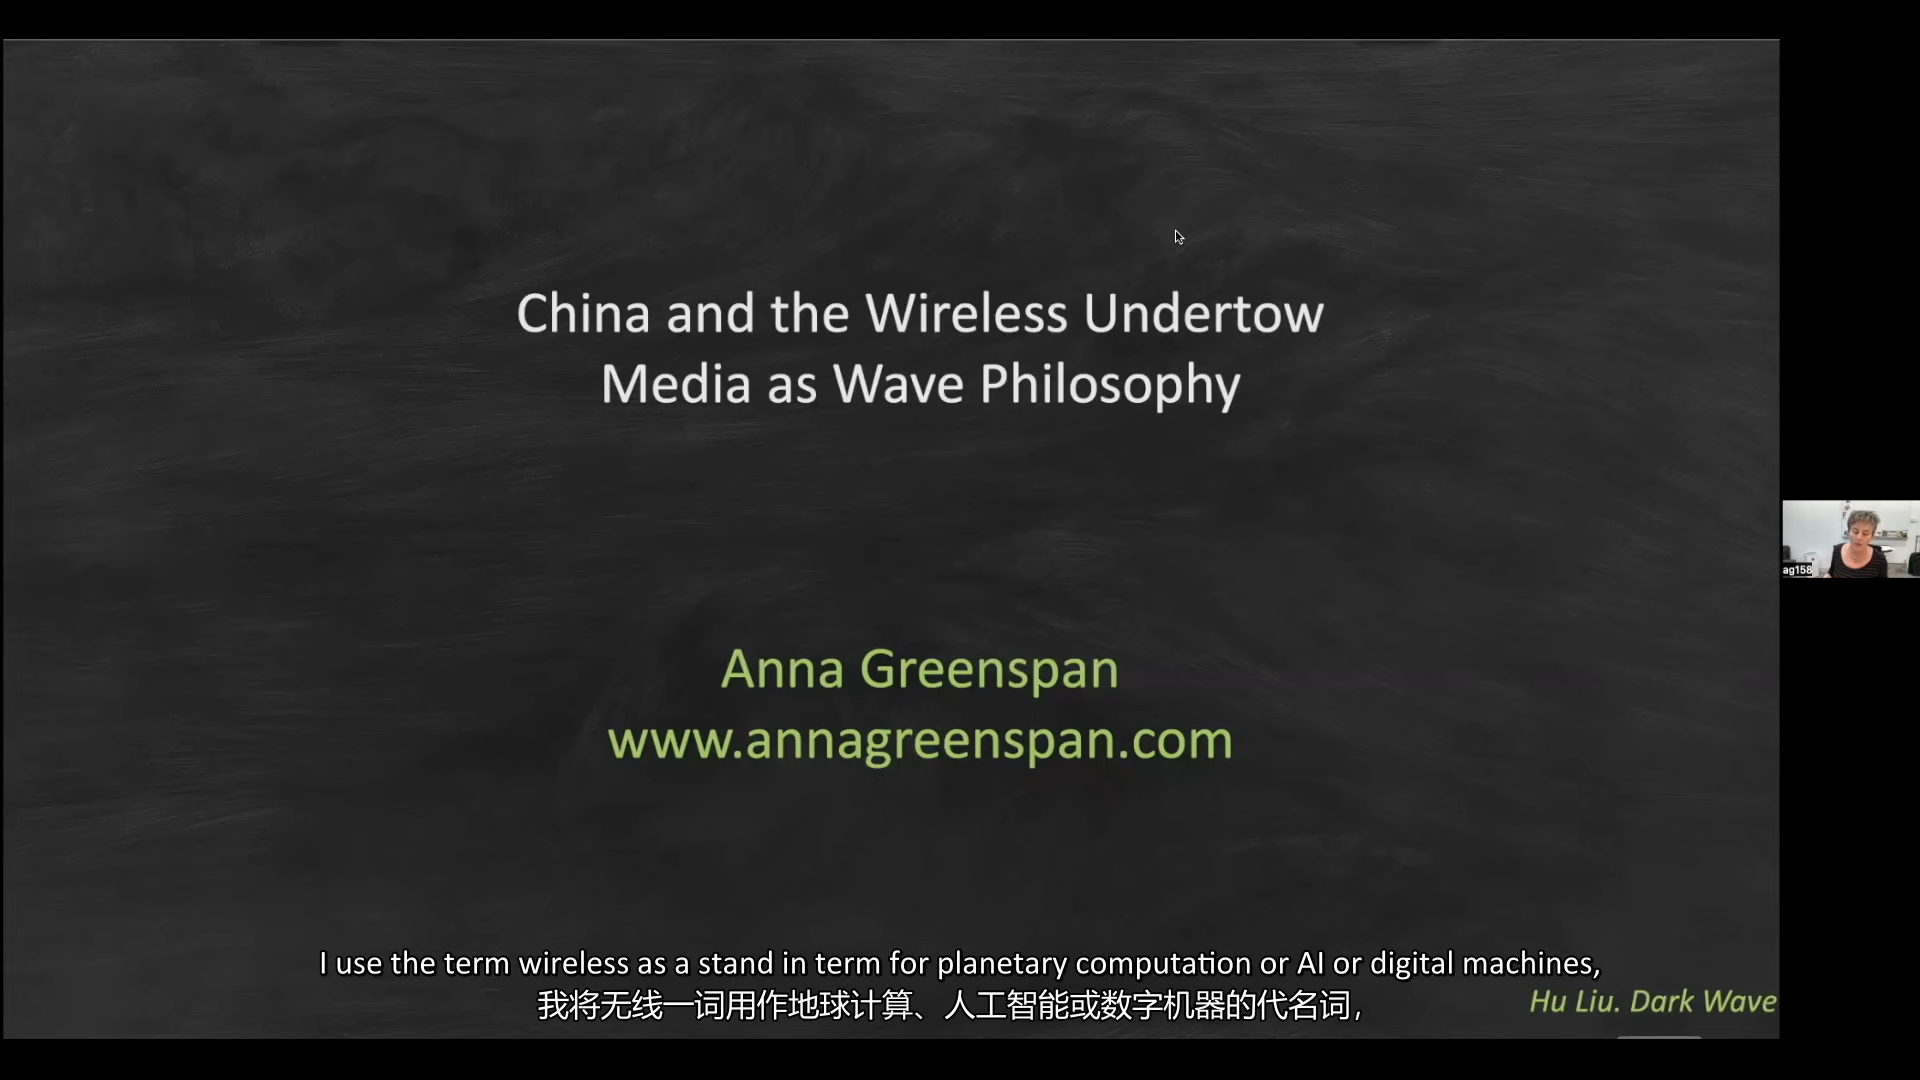 China and the Wireless Undertow
Media as Wave Philosophy
Anna Greenspan
www.annagreenspan.com
ag158
I use the term wireless as a stand in term for planetary computation or AI or digital machines,
我将无线一词用作地球计算、人工智能或数字机器的代名词，
Hu Liu. Dark Wave